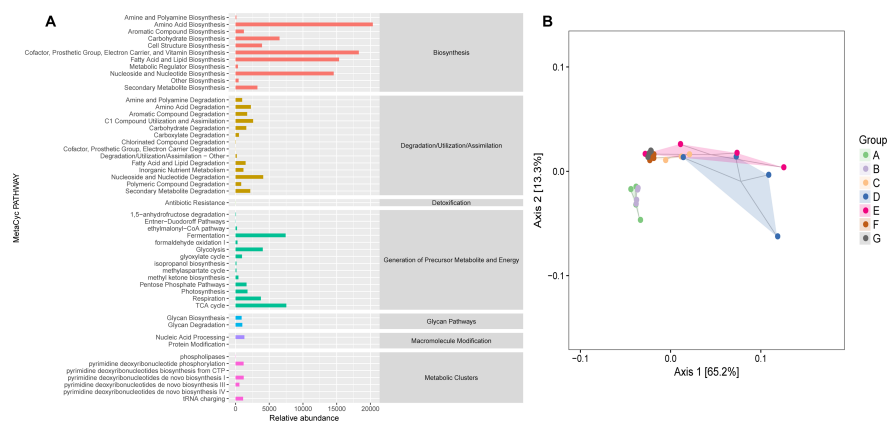 A
MetaCyc PATHWAY
Amine and Polyamine Biosynthesis
Amino Acid Biosynthesis
Aromatic Compound Biosynthesis
Carbohydrate Biosynthesis
Cell Structure Biosynthesis
Cofactor, Prosthetic Group, Electron Carrier, and Vitamin Biosynthesis
Fatty Acid and Lipid Biosynthesis
Metabolic Regulator Biosynthesis
Nucleoside and Nucleotide Biosynthesis
Other Biosynthesis
Secondary Metabolite Biosynthesis
Biosynthesis
Amine and Polyamine Degradation
Amino Acid Degradation
Aromatic Compound Degradation
C1 Compound Utilization and Assimilation
Carbohydrate Degradation
Carboxylate Degradation
Chlorinated Compound Degradation
Cofactor, Prosthetic Group, Electron Carrier Degradation
Degradation/Utilization/Assimilation − Other
Fatty Acid and Lipid Degradation
Inorganic Nutrient Metabolism
Nucleoside and Nucleotide Degradation
Polymeric Compound Degradation
Secondary Metabolite Degradation
Degradation/Utilization/Assimilation
Antibiotic Resistance
Detoxification
1,5−anhydrofructose degradation
Entner−Duodoroff Pathways
ethylmalonyl−CoA pathway
Fermentation
formaldehyde oxidation I
Glycolysis
glyoxylate cycle
isopropanol biosynthesis
methylaspartate cycle
methyl ketone biosynthesis
Pentose Phosphate Pathways
Photosynthesis
Respiration
TCA cycle
Generation of Precursor Metabolite and Energy
Glycan Biosynthesis
Glycan Degradation
Glycan Pathways
Nucleic Acid Processing
Protein Modification
Macromolecule Modification
phospholipases
pyrimidine deoxyribonucleotide phosphorylation
pyrimidine deoxyribonucleotides biosynthesis from CTP
pyrimidine deoxyribonucleotides de novo biosynthesis I
pyrimidine deoxyribonucleotides de novo biosynthesis III
pyrimidine deoxyribonucleotides de novo biosynthesis IV
tRNA charging
Metabolic Clusters
0 5000 10000 15000 20000
Relative abundance
B
Axis 2 [13.3%]
0.1
0.0
−0.1
−0.1 0.0 0.1
Axis 1 [65.2%]
Group
A
B
C
D
E
F
G